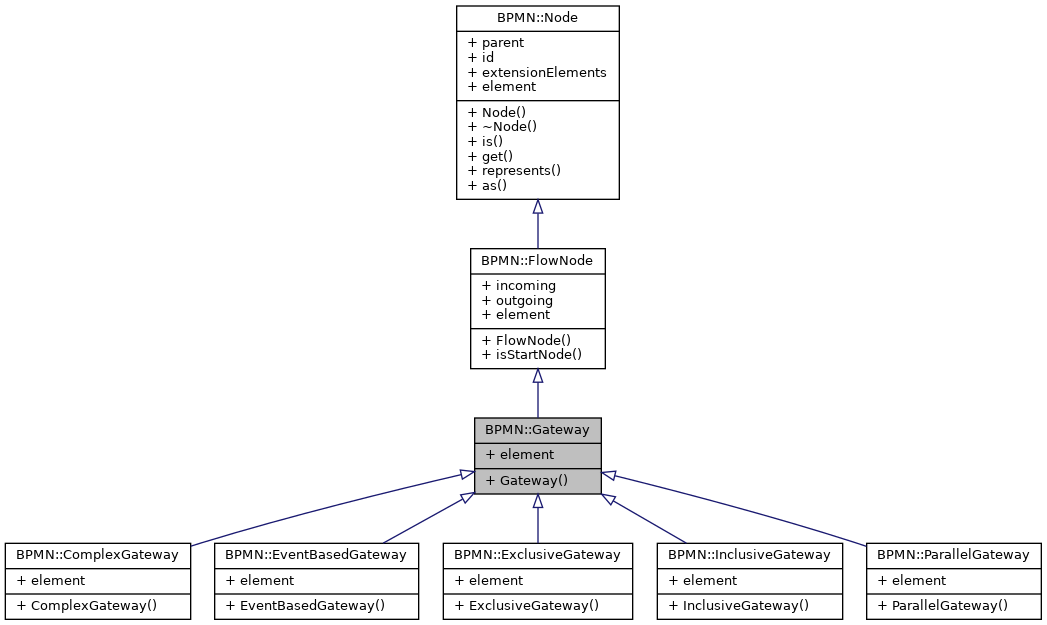 BPMN::Node
+ parent
+ id
+ extensionElements
+ element
+ Node()
+ ~Node()
+ is()
+ get()
+ represents()
+ as()
BPMN::FlowNode
+ incoming
+ outgoing
+ element
+ FlowNode()
+ isStartNode()
BPMN::Gateway
+ element
+ Gateway()
BPMN::ComplexGateway
+ element
+ ComplexGateway()
BPMN::EventBasedGateway
+ element
+ EventBasedGateway()
BPMN::ExclusiveGateway
+ element
+ ExclusiveGateway()
BPMN::InclusiveGateway
+ element
+ InclusiveGateway()
BPMN::ParallelGateway
+ element
+ ParallelGateway()